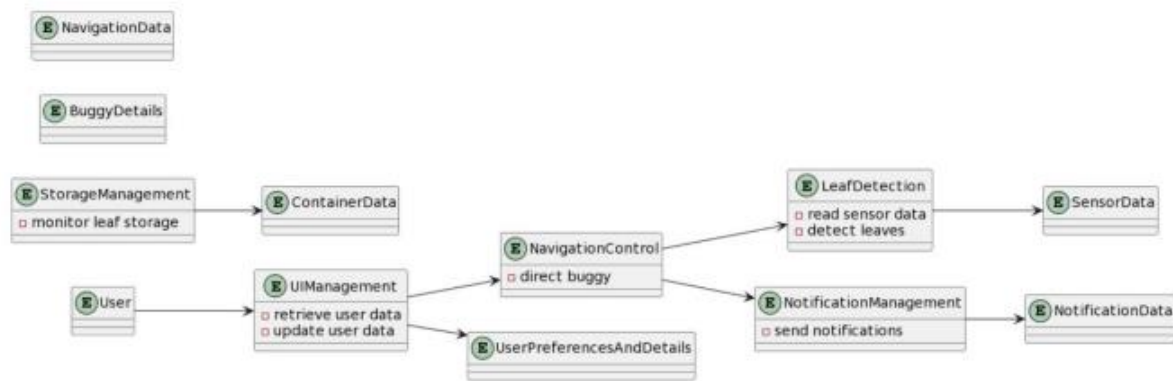 E NavigationData
E BuggyDetails
E StorageManagement
monitor leaf storage
E ContainerData
E LeafDetection
read sensor data
detect leaves
E SensorData
E NavigationControl
direct buggy
E User
E UIManagement
retrieve user data
update user data
E NotificationManagement
send notifications
E NotificationData
E UserPreferencesAndDetails